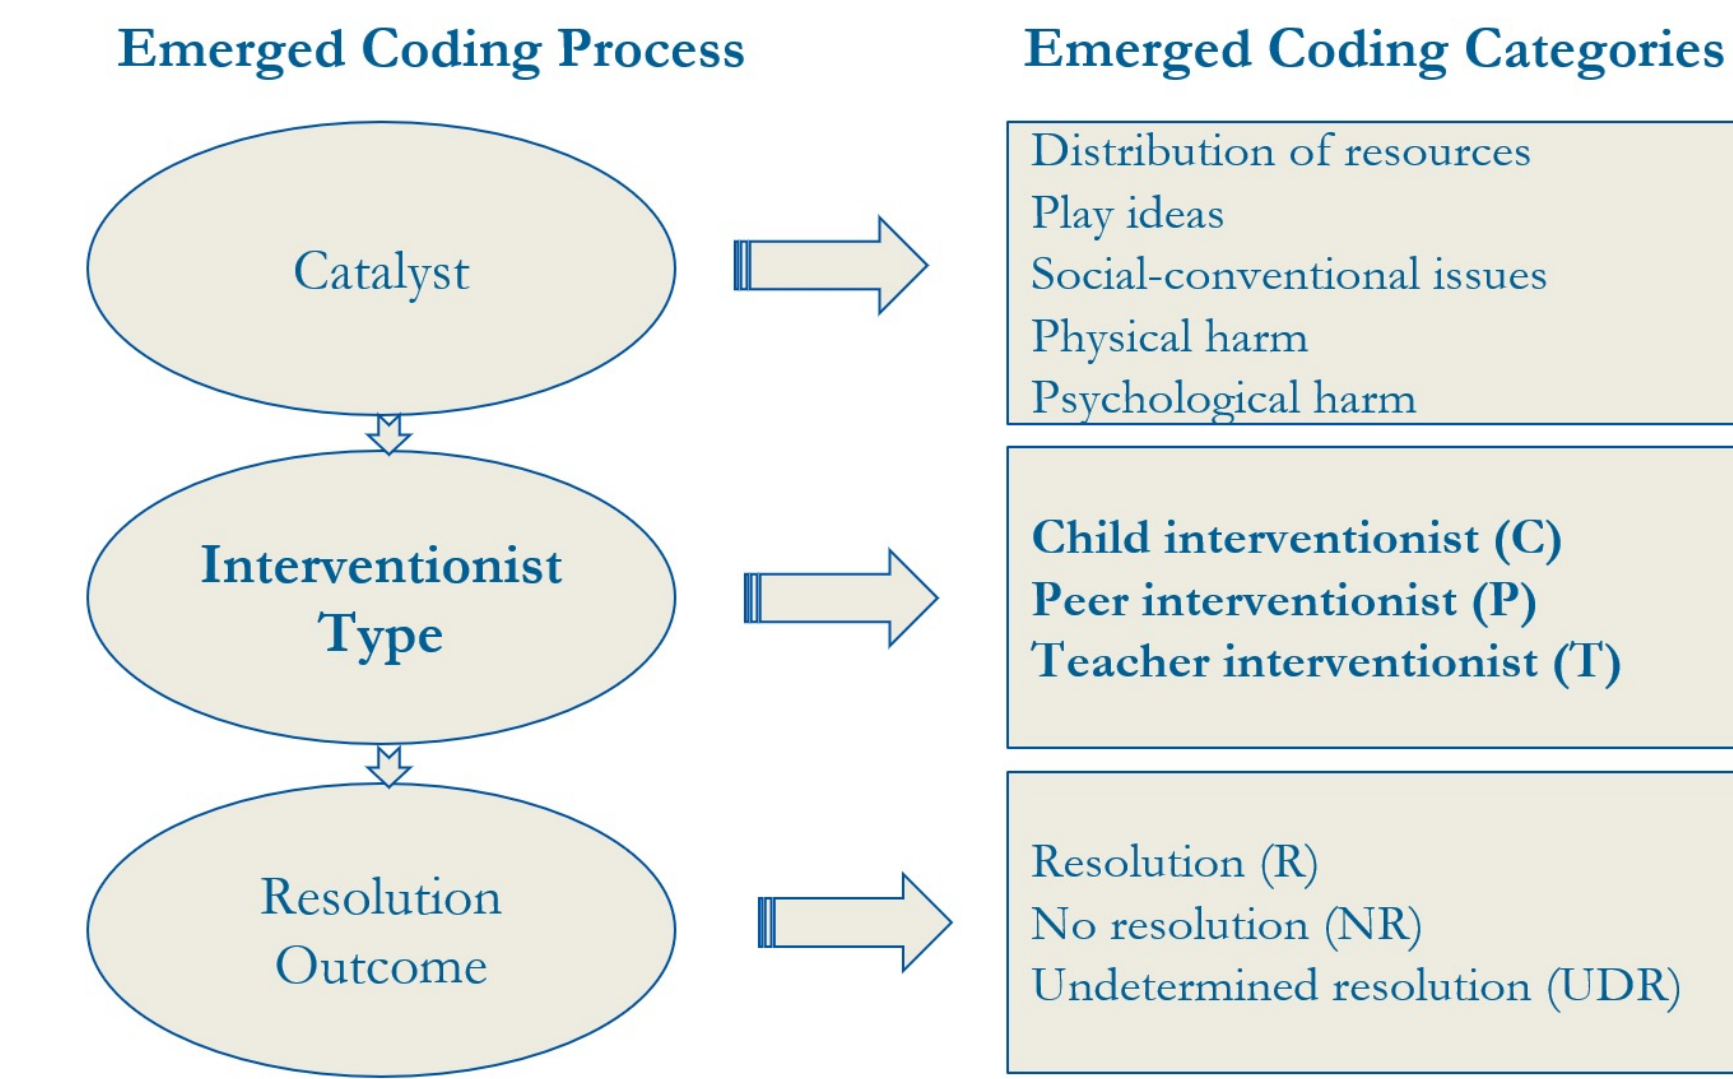 Emerged Coding Process
Emerged Coding Categories
Catalyst
Distribution of resources
Play ideas
Social-conventional issues
Physical harm
Psychological harm
Interventionist
Type
Child interventionist (C)
Peer interventionist (P)
Teacher interventionist (T)
Resolution
Outcome
Resolution (R)
No resolution (NR)
Undetermined resolution (UDR)